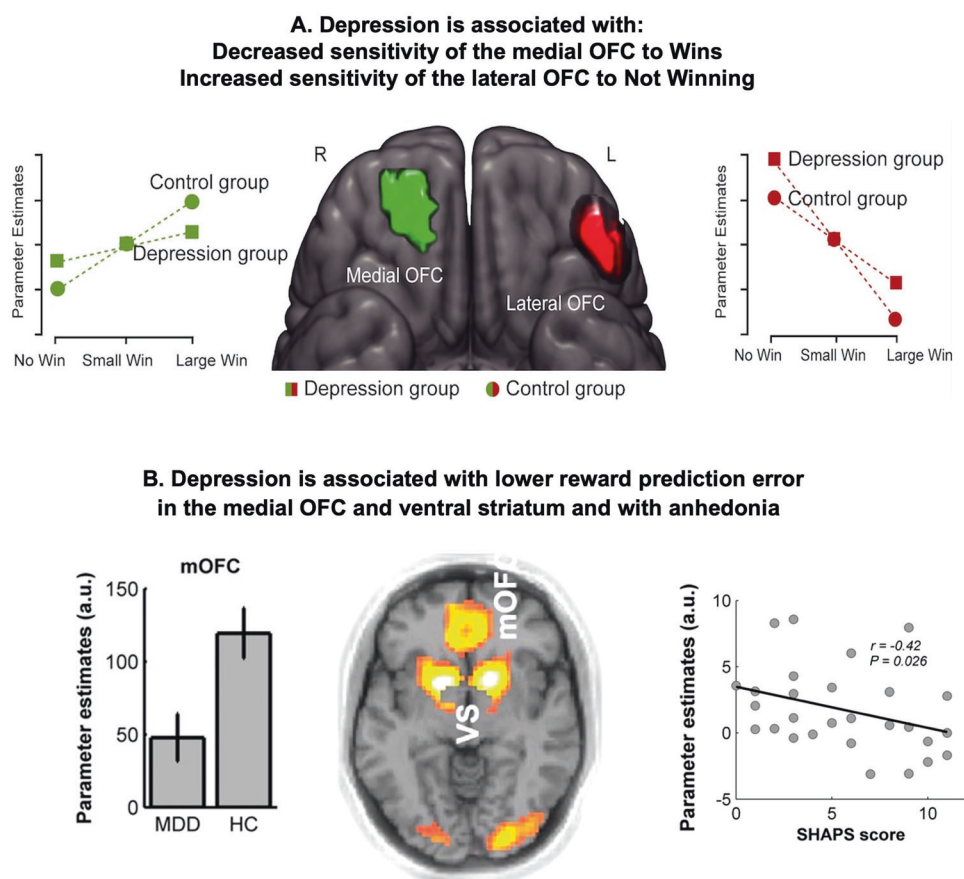 A. Depression is associated with:
Decreased sensitivity of the medial OFC to Wins
Increased sensitivity of the lateral OFC to Not Winning
Parameter Estimates
Control group
Depression group
No Win Small Win Large Win
R
L
Medial OFC
Lateral OFC
Parameter Estimates
Depression group
Control group
No Win Small Win Large Win
Depression group Control group
B. Depression is associated with lower reward prediction error
in the medial OFC and ventral striatum and with anhedonia
mOFC
Parameter estimates (a.u.)
150
100
50
0
MDD HC
mOFC
VS
Parameter estimates (a.u.)
10
5
0
-5
r = -0.42
P = 0.026
0 5 10
SHAPS score